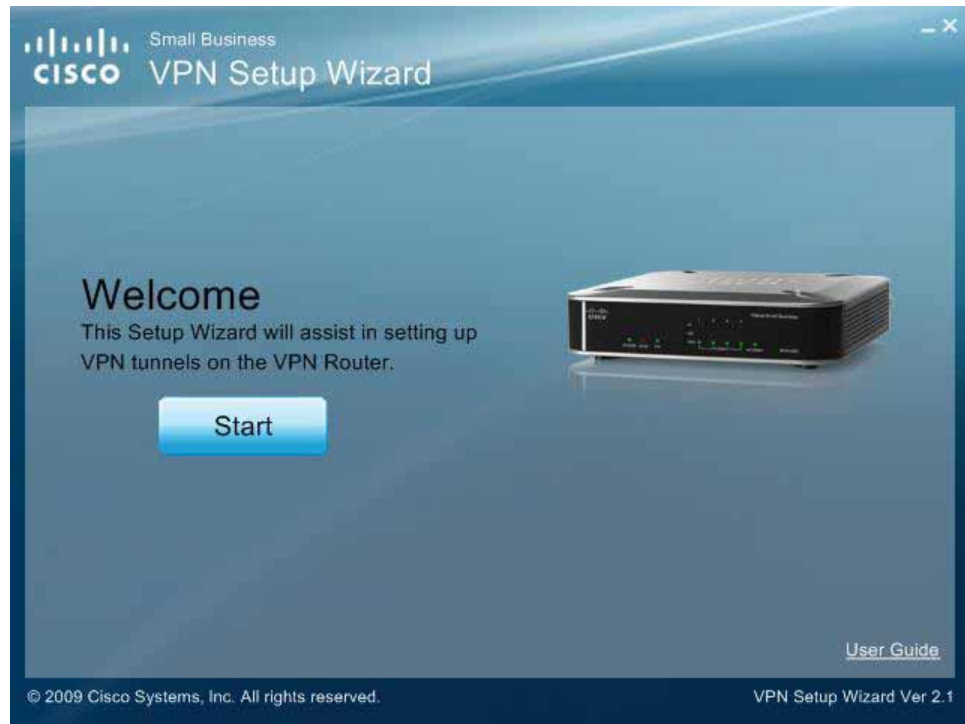 Small Business
CISCO VPN Setup Wizard
Welcome
This Setup Wizard will assist in setting up
VPN tunnels on the VPN Router.
Start
User Guide
© 2009 Cisco Systems, Inc. All rights reserved.
VPN Setup Wizard Ver 2.1